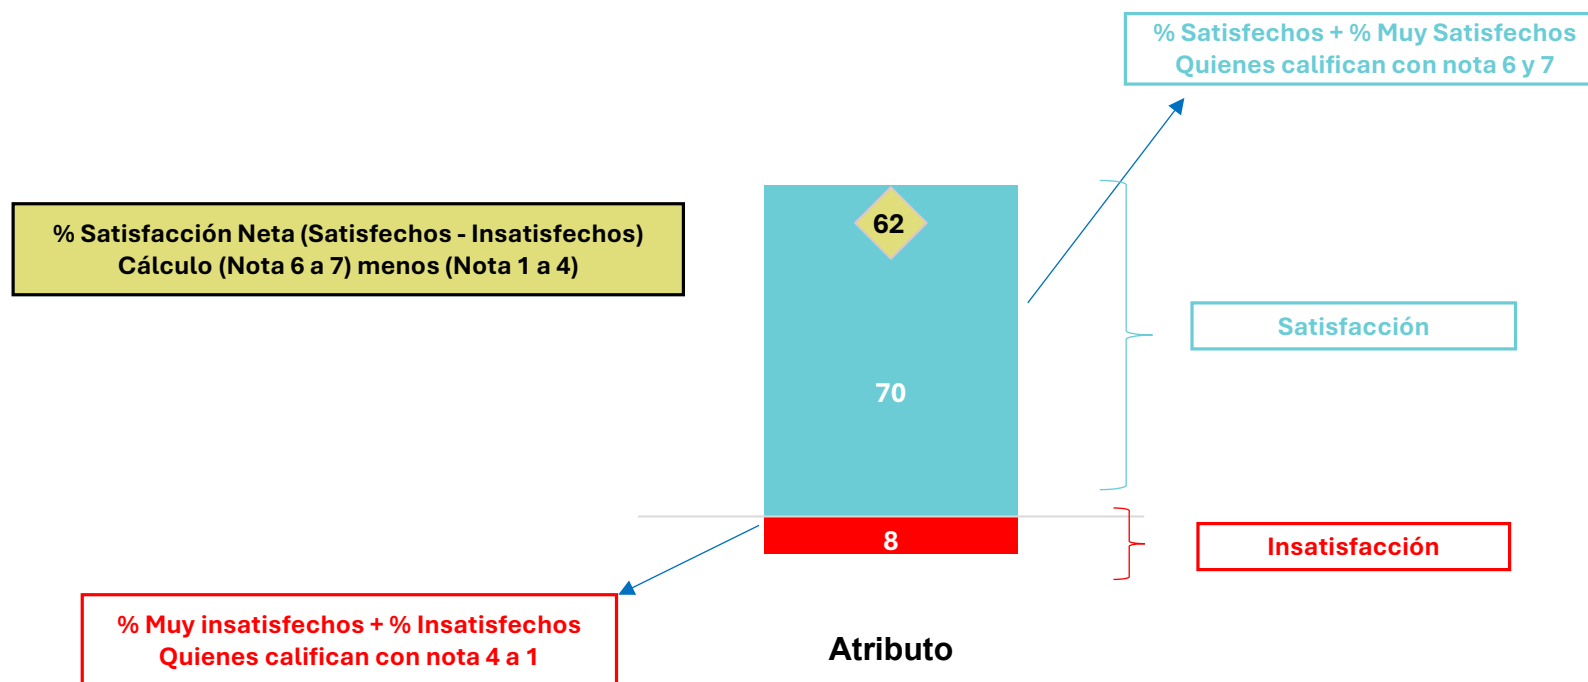 % Satisfechos + % Muy Satisfechos
Quienes califican con nota 6 y 7
% Satisfacción Neta (Satisfechos - Insatisfechos)
Cálculo (Nota 6 a 7) menos (Nota 1 a 4)
62
Satisfacción
70
8
Insatisfacción
% Muy insatisfechos + % Insatisfechos
Quienes califican con nota 4 a 1
Atributo